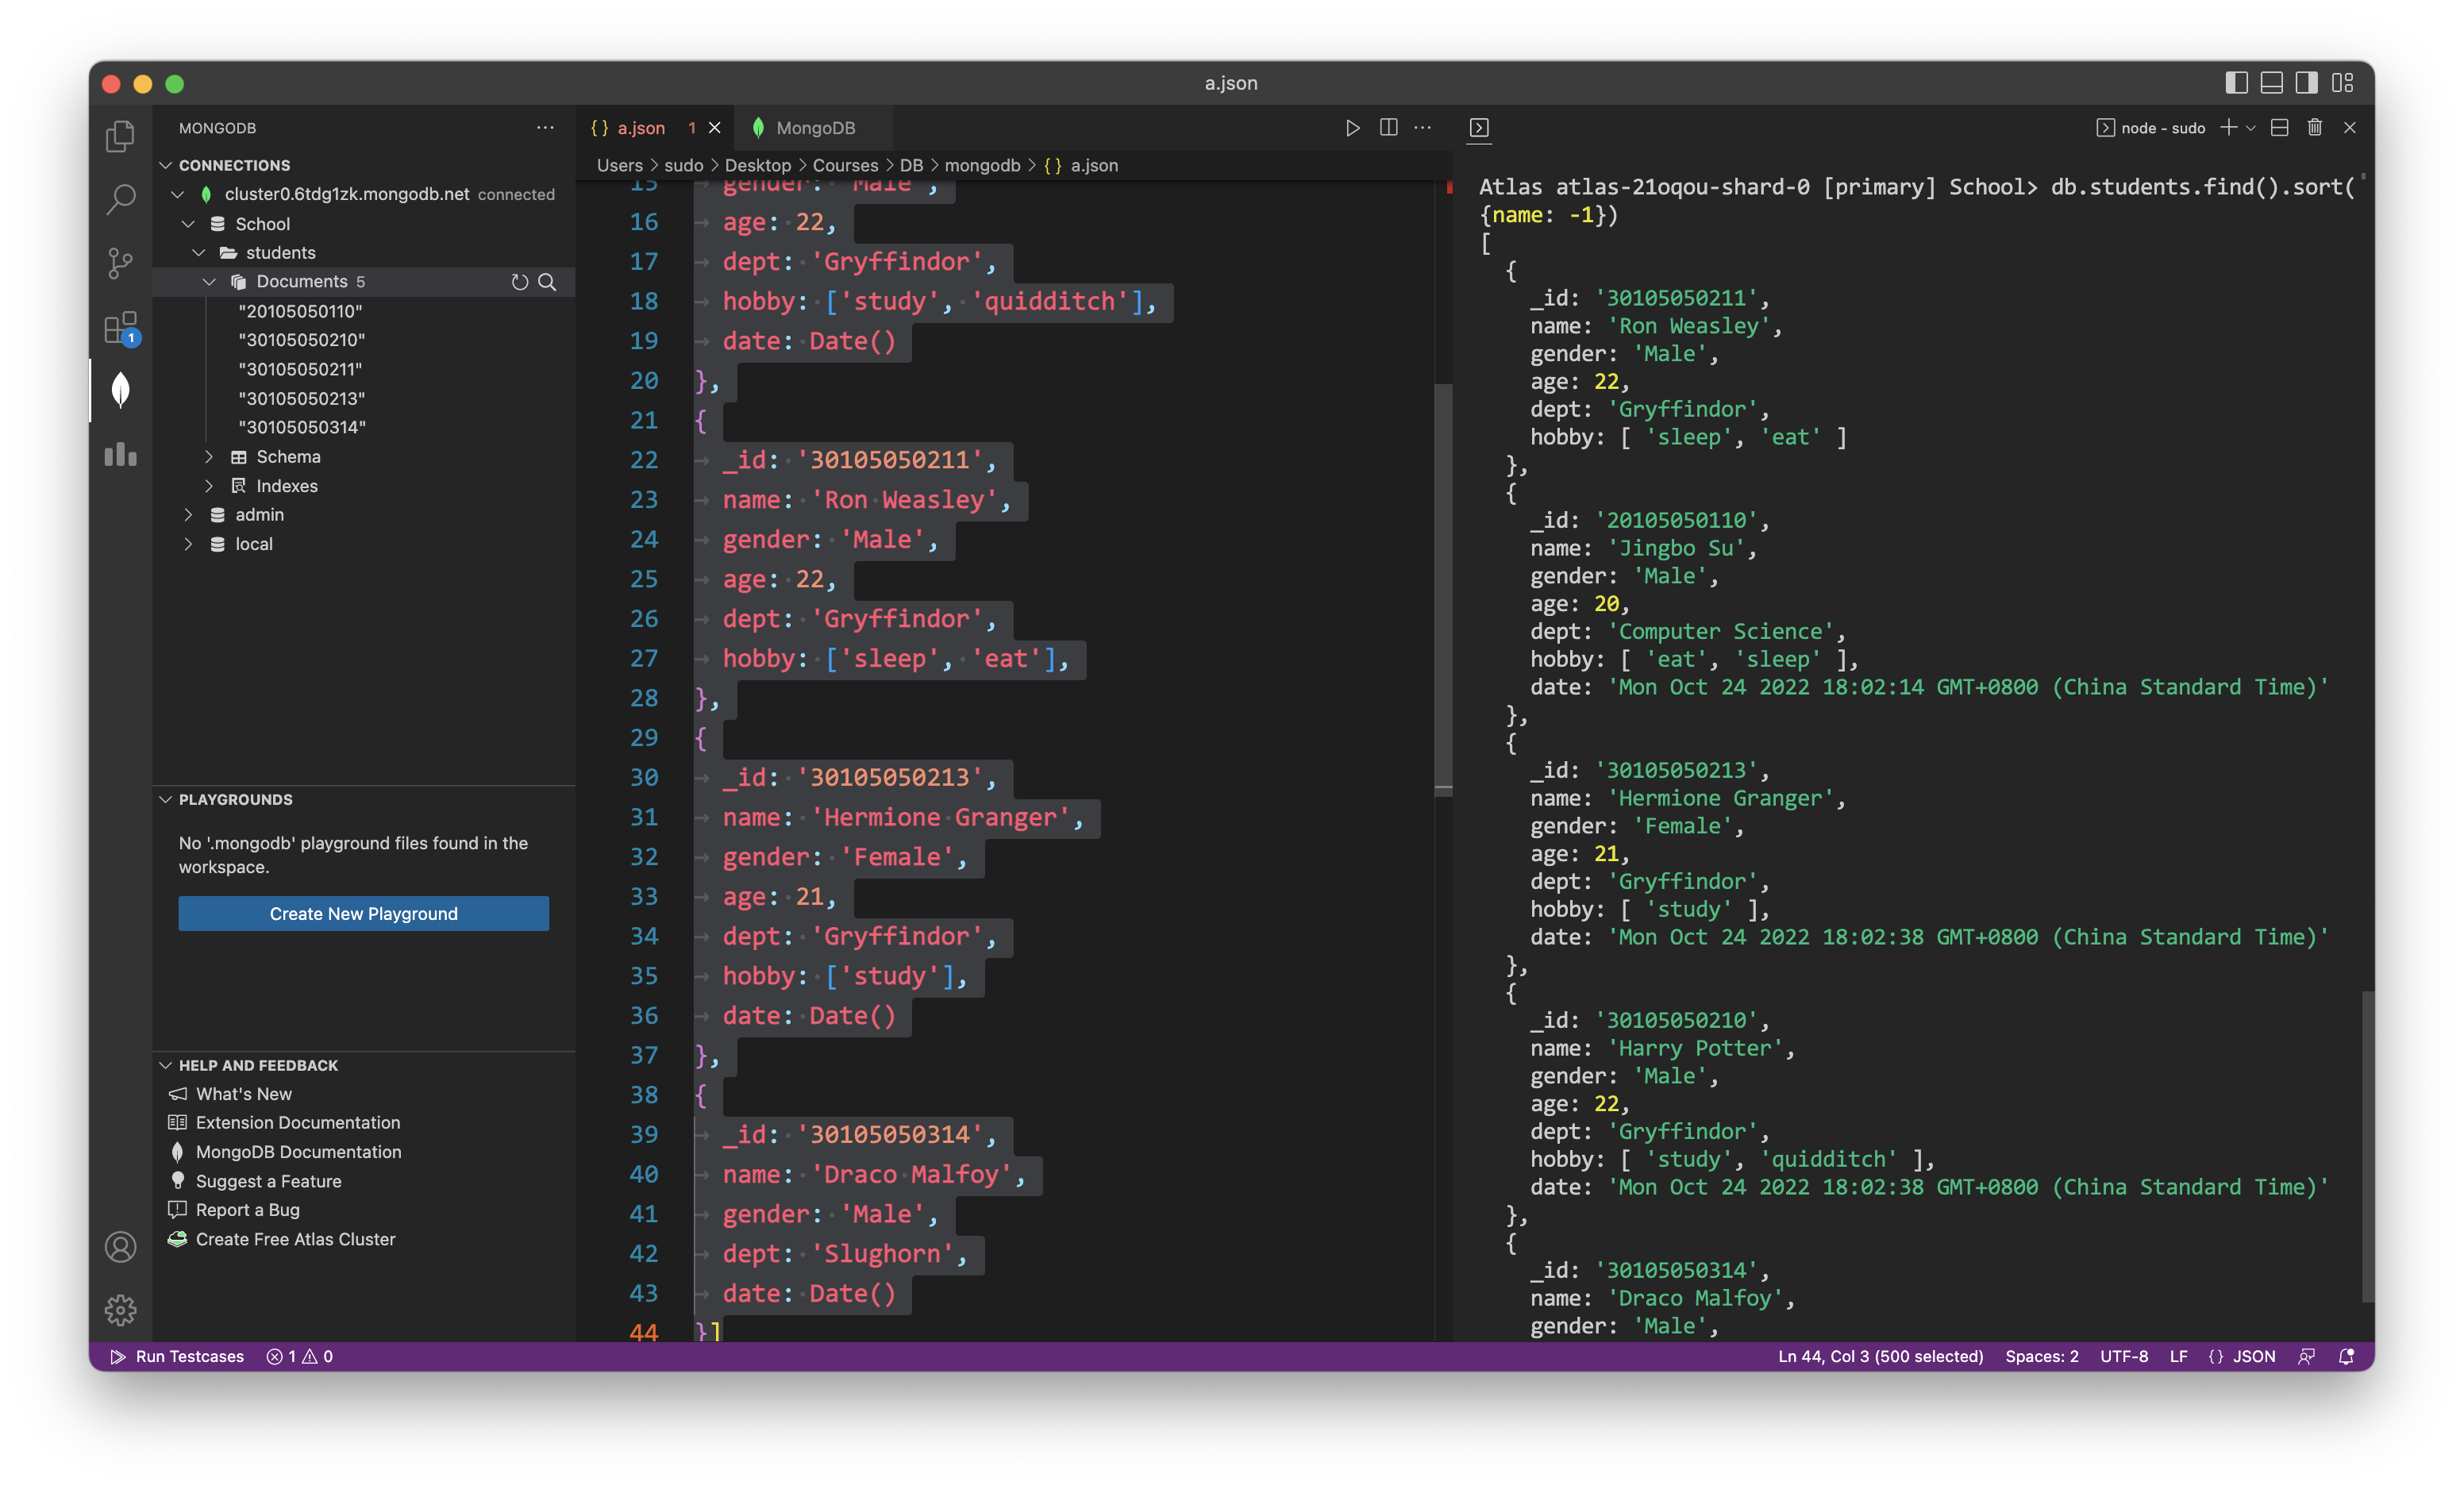 a.json
MONGODB
CONNECTIONS
cluster0.6tdg1zk.mongodb.net connected
School
students
Documents 5
"20105050110"
"30105050210"
"30105050211"
"30105050213"
"30105050314"
Schema
Indexes
admin
local
PLAYGROUNDS
No '.mongodb' playground files found in the
workspace.
Create New Playground
HELP AND FEEDBACK
What's New
Extension Documentation
MongoDB Documentation
Suggest a Feature
Report a Bug
Create Free Atlas Cluster
1
{ } a.json 1
MongoDB
Users > sudo > Desktop > Courses > DB > mongodb > { } a.json
15 gender: 'Male',
16 age: 22,
17 dept: 'Gryffindor',
18 hobby: ['study', 'quidditch'],
19 date: Date()
20 },
21 {
22 _id: '30105050211',
23 name: 'Ron Weasley',
24 gender: 'Male',
25 age: 22,
26 dept: 'Gryffindor',
27 hobby: ['sleep', 'eat'],
28 },
29 {
30 _id: '30105050213',
31 name: 'Hermione Granger',
32 gender: 'Female',
33 age: 21,
34 dept: 'Gryffindor',
35 hobby: ['study'],
36 date: Date()
37 },
38 {
39 _id: '30105050314',
40 name: 'Draco Malfoy',
41 gender: 'Male',
42 dept: 'Slughorn',
43 date: Date()
44 }]
node - sudo
Atlas atlas-21oqou-shard-0 [primary] School> db.students.find().sort(
{name: -1})
[
{
_id: '30105050211',
name: 'Ron Weasley',
gender: 'Male',
age: 22,
dept: 'Gryffindor',
hobby: [ 'sleep', 'eat' ]
},
{
_id: '20105050110',
name: 'Jingbo Su',
gender: 'Male',
age: 20,
dept: 'Computer Science',
hobby: [ 'eat', 'sleep' ],
date: 'Mon Oct 24 2022 18:02:14 GMT+0800 (China Standard Time)'
},
{
_id: '30105050213',
name: 'Hermione Granger',
gender: 'Female',
age: 21,
dept: 'Gryffindor',
hobby: [ 'study' ],
date: 'Mon Oct 24 2022 18:02:38 GMT+0800 (China Standard Time)'
},
{
_id: '30105050210',
name: 'Harry Potter',
gender: 'Male',
age: 22,
dept: 'Gryffindor',
hobby: [ 'study', 'quidditch' ],
date: 'Mon Oct 24 2022 18:02:38 GMT+0800 (China Standard Time)'
},
{
_id: '30105050314',
name: 'Draco Malfoy',
gender: 'Male',
Run Testcases 1 0
Ln 44, Col 3 (500 selected) Spaces: 2 UTF-8 LF { } JSON